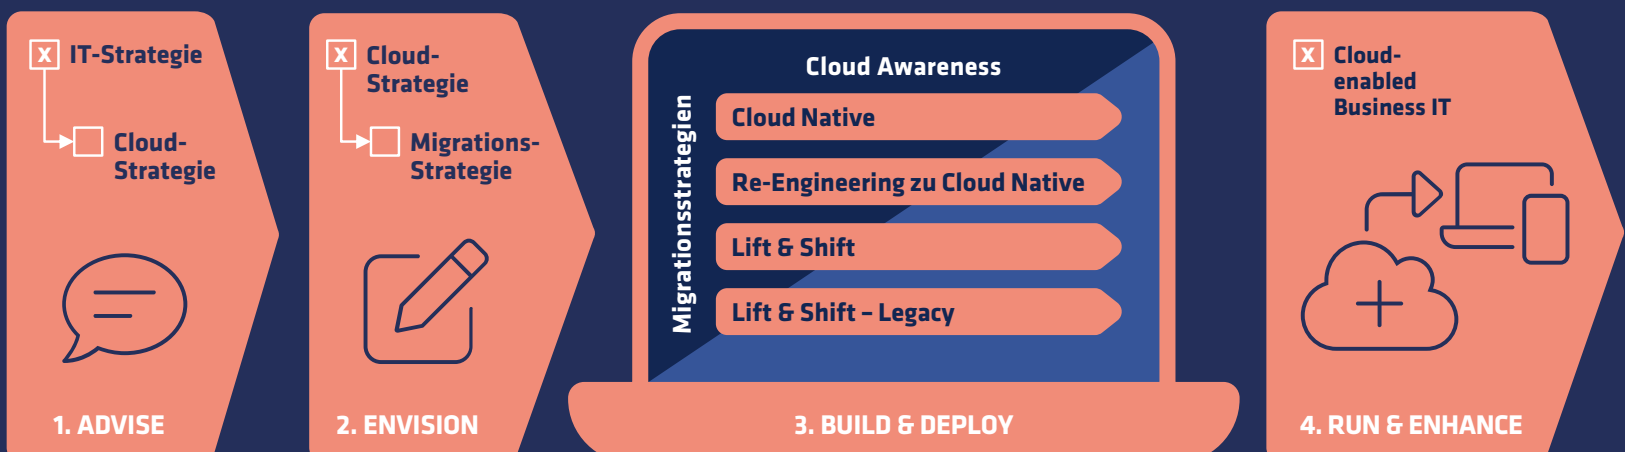 X IT-Strategie
Cloud-
Strategie
1. ADVISE
X Cloud-
Strategie
Migrations-
Strategie
2. ENVISION
Cloud Awareness
Migrationsstrategien
Cloud Native
Re-Engineering zu Cloud Native
Lift & Shift
Lift & Shift – Legacy
3. BUILD & DEPLOY
X Cloud-
enabled
Business IT
4. RUN & ENHANCE